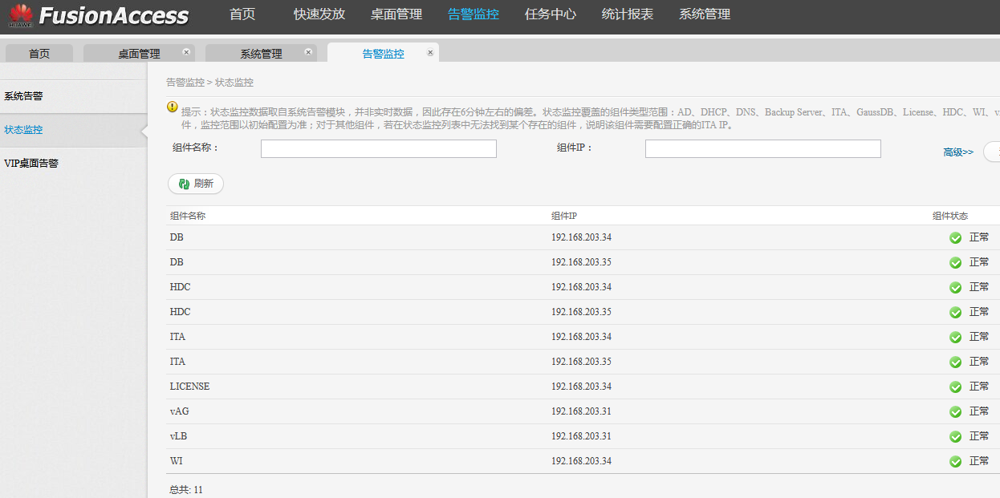 HUAWEI FusionAccess 首页 快速发放 桌面管理 告警监控 任务中心 统计报表 系统管理
首页 桌面管理 系统管理 告警监控
系统告警
状态监控
VIP桌面告警
告警监控 > 状态监控
提示：状态监控数据取自系统告警模块，并非实时数据，因此存在6分钟左右的偏差。状态监控覆盖的组件类型范围：AD、DHCP、DNS、Backup Server、ITA、GaussDB、License、HDC、WI、v
件，监控范围以初始配置为准；对于其他组件，若在状态监控列表中无法找到某个存在的组件，说明该组件需要配置正确的ITA IP。
组件名称： 组件IP： 高级>>
刷新
组件名称 组件IP 组件状态
DB 192.168.203.34 正常
DB 192.168.203.35 正常
HDC 192.168.203.34 正常
HDC 192.168.203.35 正常
ITA 192.168.203.34 正常
ITA 192.168.203.35 正常
LICENSE 192.168.203.34 正常
vAG 192.168.203.31 正常
vLB 192.168.203.31 正常
WI 192.168.203.34 正常
总共: 11